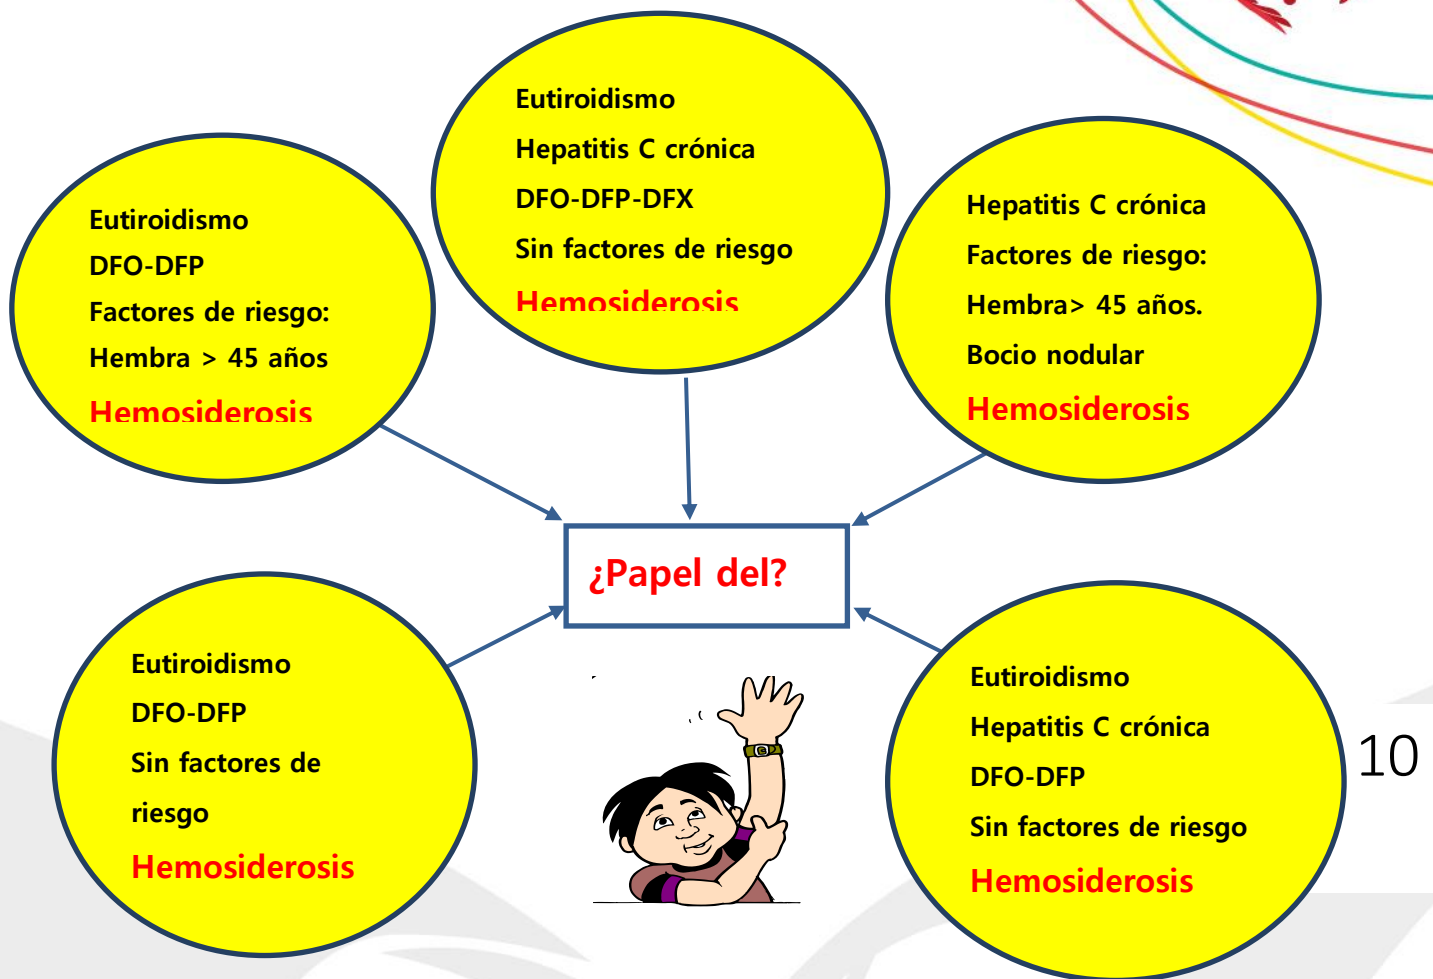 Eutiroidismo
DFO-DFP
Factores de riesgo:
Hembra > 45 años
Hemosiderosis
Eutiroidismo
Hepatitis C crónica
DFO-DFP-DFX
Sin factores de riesgo
Hemosiderosis
Hepatitis C crónica
Factores de riesgo:
Hembra> 45 años.
Bocio nodular
Hemosiderosis
¿Papel del?
Eutiroidismo
DFO-DFP
Sin factores de
riesgo
Hemosiderosis
Eutiroidismo
Hepatitis C crónica
DFO-DFP
Sin factores de riesgo
Hemosiderosis
10